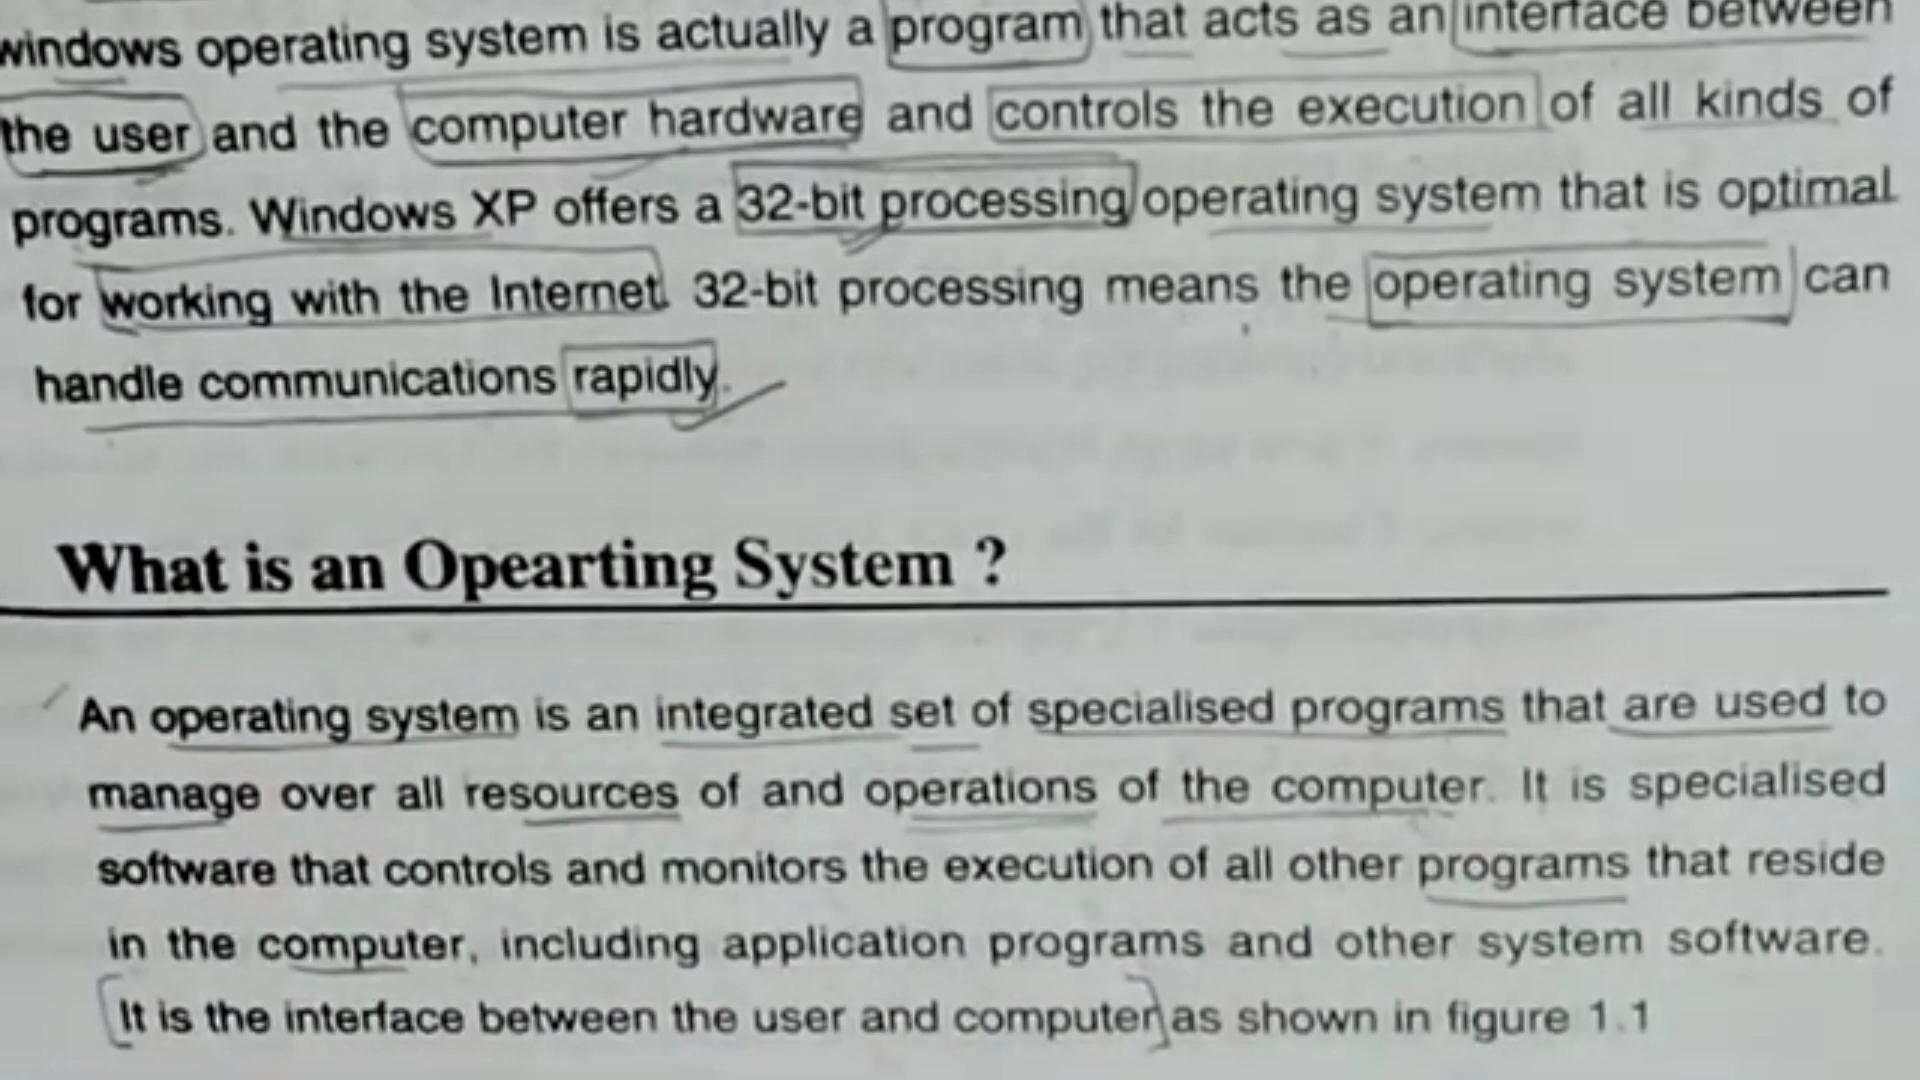 windows operating system is actually a program that acts as an interface between
the user and the computer hardware and controls the execution of all kinds of
programs. Windows XP offers a 32-bit processing operating system that is optimal
for working with the Internet. 32-bit processing means the operating system can
handle communications rapidly.
What is an Opearting System ?
An operating system is an integrated set of specialised programs that are used to
manage over all resources of and operations of the computer. It is specialised
software that controls and monitors the execution of all other programs that reside
in the computer, including application programs and other system software.
It is the interface between the user and computer as shown in figure 1.1